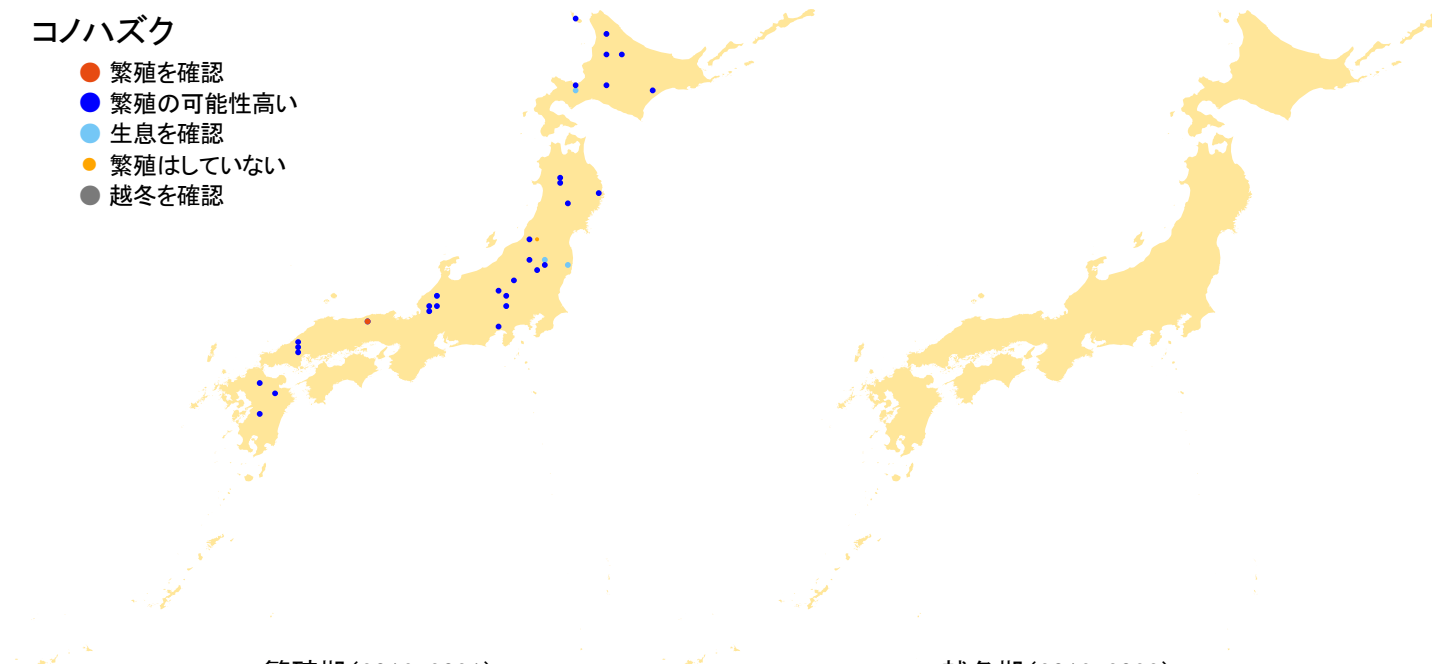 コノハズク
繁殖を確認
繁殖の可能性高い
生息を確認
繁殖はしていない
越冬を確認